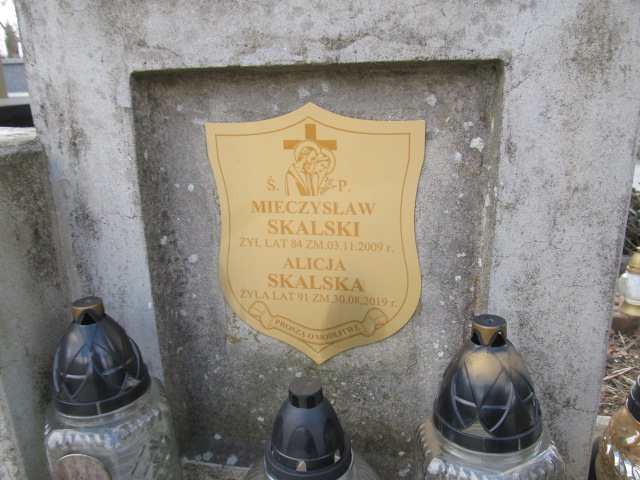 Ś. P.
MIECZYSŁAW
SKALSKI
ŻYŁ LAT 84 ZM.03.11.2009 r.
ALICJA
SKALSKA
ŻYŁA LAT 91 ZM.30.08.2019 r.
PROSZĄ O MODLITWĘ